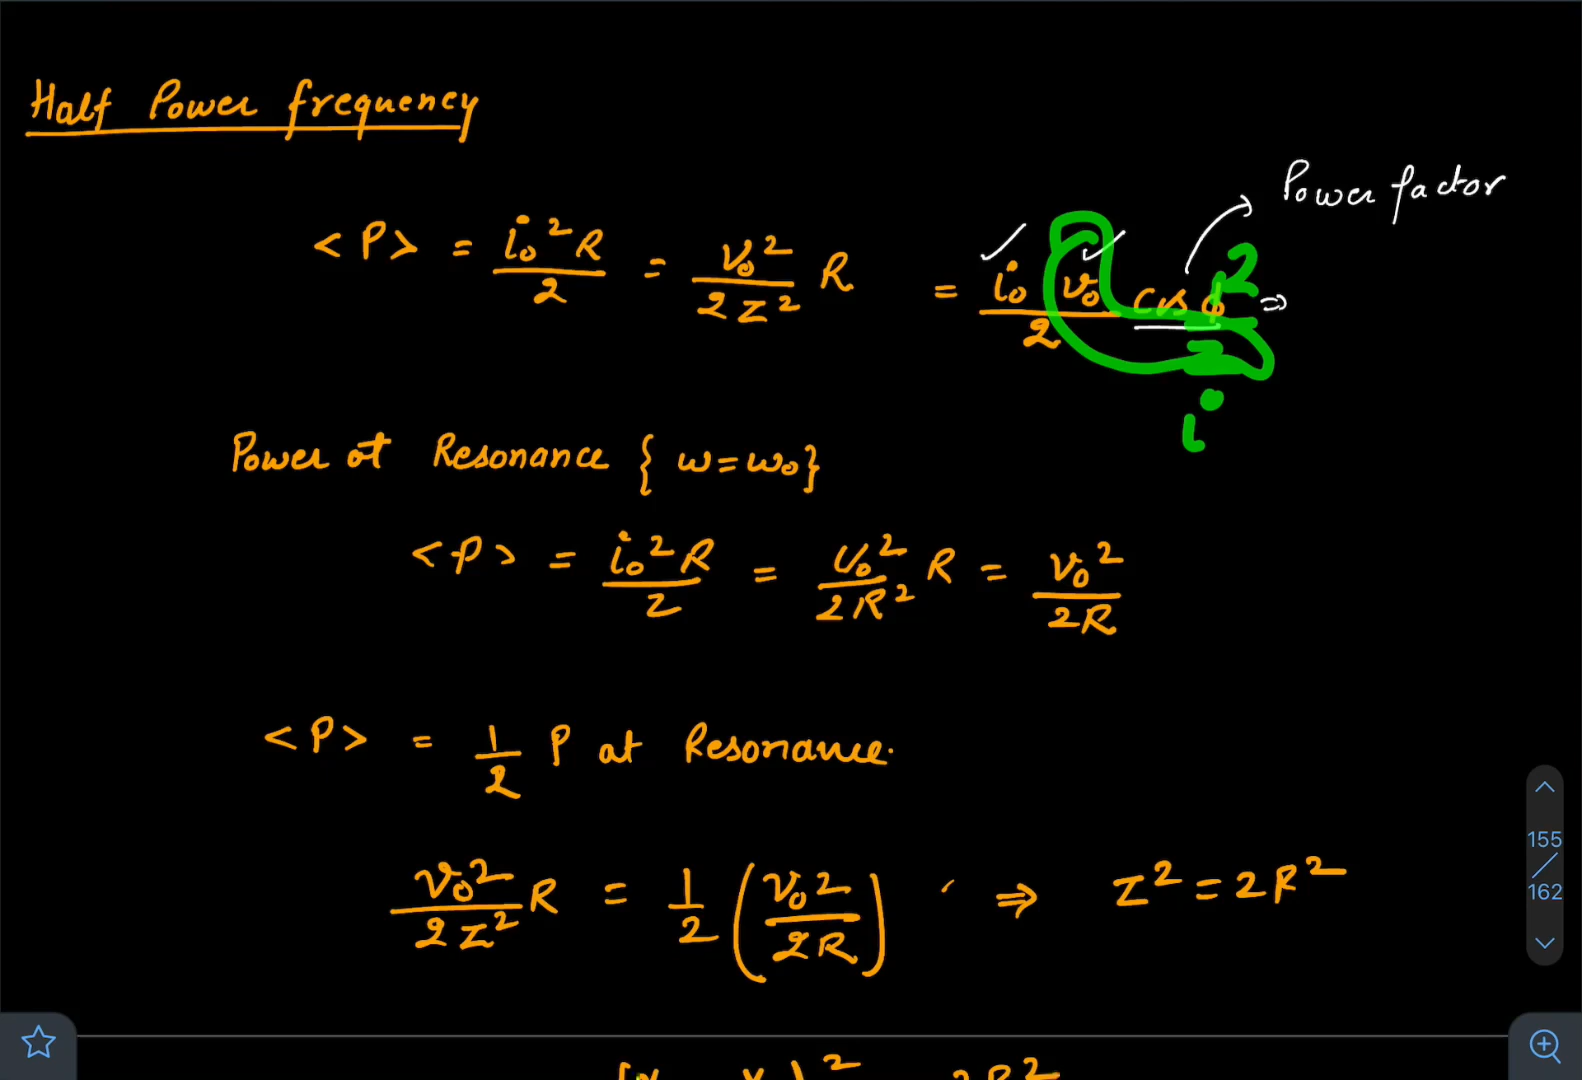 Half Power frequency
Power factor
<P> = i₀²R/2 = v₀²/2Z² R = i₀ v₀ cos ϕ/2 ⇒
2
i
Power at Resonance { ω=ω₀}
<P> = i₀²R/2 = v₀²/2R² R = v₀²/2R
<P> = 1/2 P at Resonance.
v₀²/2Z² R = 1/2 (v₀²/2R) ⇒ Z² = 2R²
155
162